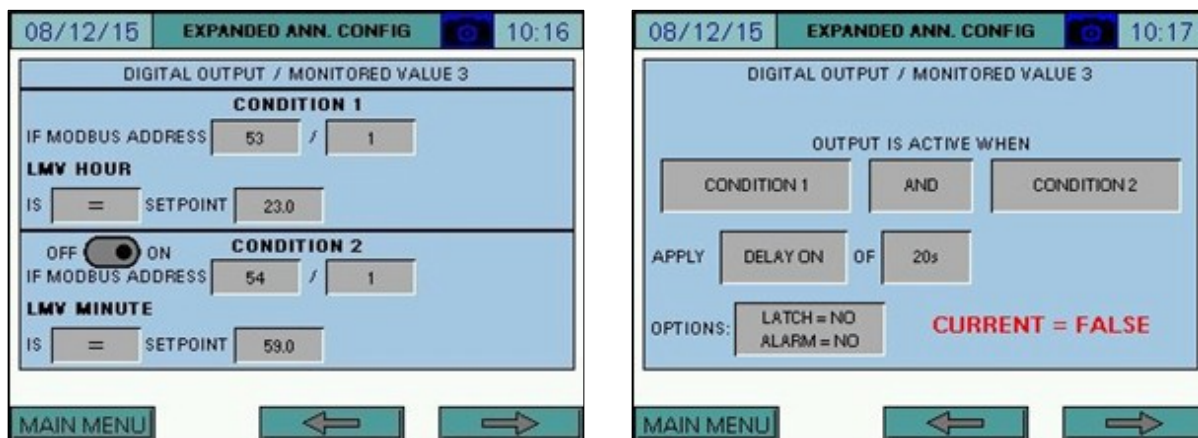 08/12/15 EXPANDED ANN. CONFIG 10:16
DIGITAL OUTPUT / MONITORED VALUE 3
CONDITION 1
IF MODBUS ADDRESS 53 / 1
LMV HOUR
IS = SETPOINT 23.0
OFF ON CONDITION 2
IF MODBUS ADDRESS 54 / 1
LMV MINUTE
IS = SETPOINT 59.0
MAIN MENU
08/12/15 EXPANDED ANN. CONFIG 10:17
DIGITAL OUTPUT / MONITORED VALUE 3
OUTPUT IS ACTIVE WHEN
CONDITION 1 AND CONDITION 2
APPLY DELAY ON OF 20s
OPTIONS: LATCH = NO
ALARM = NO
CURRENT = FALSE
MAIN MENU